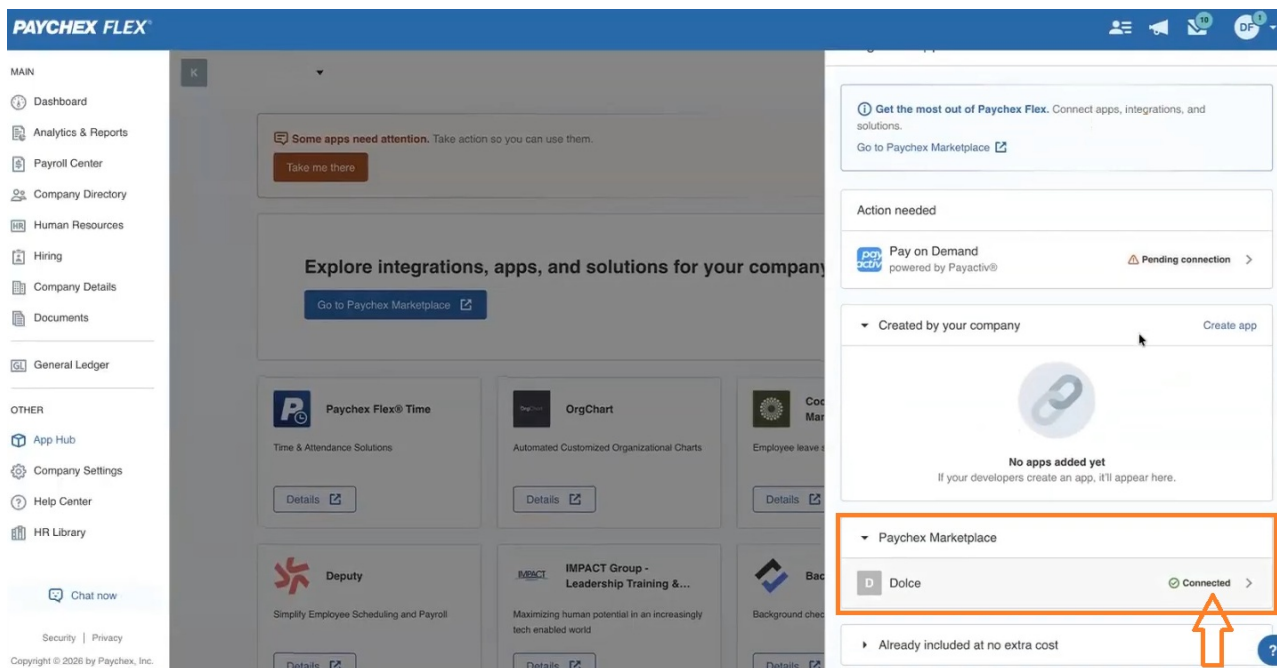 PAYCHEX FLEX®
10
DF
1
MAIN
Dashboard
Analytics & Reports
Payroll Center
Company Directory
HR Human Resources
Hiring
Company Details
Documents
GL General Ledger
OTHER
App Hub
Company Settings
Help Center
HR Library
Chat now
Security | Privacy
Copyright © 2026 by Paychex, Inc.
K
Some apps need attention. Take action so you can use them.
Take me there
Explore integrations, apps, and solutions for your company
Go to Paychex Marketplace
Paychex Flex® Time
Time & Attendance Solutions
Details
OrgChart
OrgChart
Automated Customized Organizational Charts
Details
Employee leave
Details
Deputy
Simplify Employee Scheduling and Payroll
Details
IMPACT
IMPACT Group -
Leadership Training &...
Maximizing human potential in an increasingly
tech enabled world
Details
Background
Get the most out of Paychex Flex. Connect apps, integrations, and
solutions.
Go to Paychex Marketplace
Action needed
pay
activ
Pay on Demand
powered by Payactiv®
Pending connection
Created by your company
Create app
No apps added yet
If your developers create an app, it'll appear here.
Paychex Marketplace
D Dolce
Connected
Already included at no extra cost
?